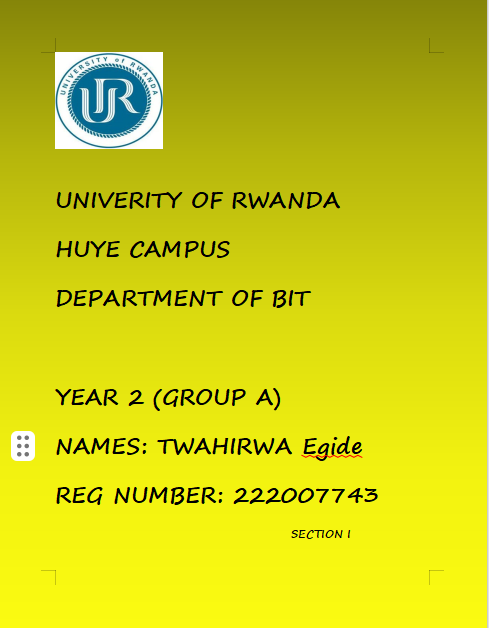 UNIVERSITY of RWANDA
UR
UNIVERITY OF RWANDA
HUYE CAMPUS
DEPARTMENT OF BIT
YEAR 2 (GROUP A)
NAMES: TWAHIRWA Egide
REG NUMBER: 222007743
SECTION I